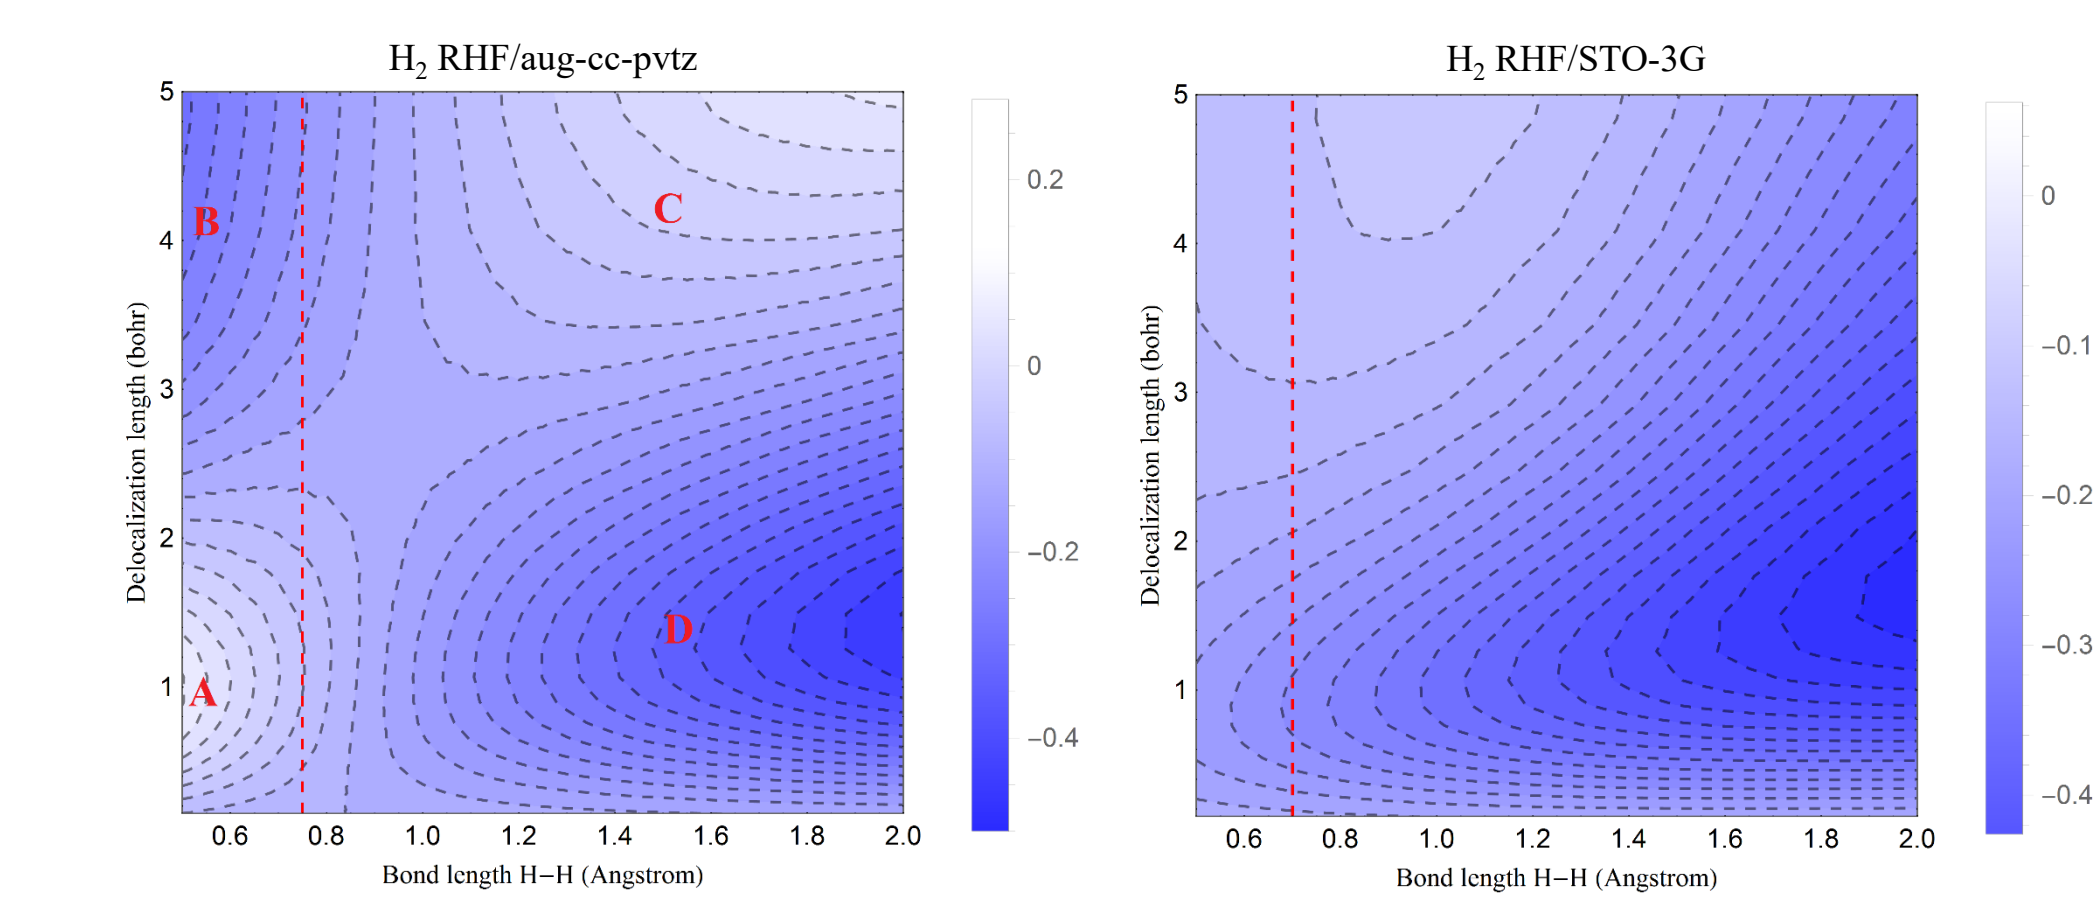 H2 RHF/aug-cc-pvtz
5
4
3
2
1
Delocalization length (bohr)
B
C
D
A
0.6 0.8 1.0 1.2 1.4 1.6 1.8 2.0
Bond length H−H (Angstrom)
0.2
0
−0.2
−0.4
H2 RHF/STO-3G
5
4
3
2
1
Delocalization length (bohr)
0.6 0.8 1.0 1.2 1.4 1.6 1.8 2.0
Bond length H−H (Angstrom)
0
−0.1
−0.2
−0.3
−0.4